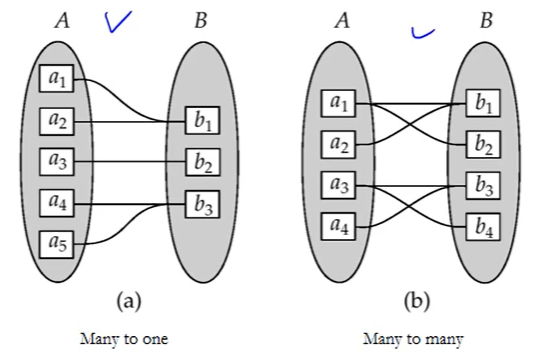 A B
a1
a2 b1
a3 b2
a4 b3
a5
(a)
Many to one
A B
a1 b1
a2 b2
a3 b3
a4 b4
(b)
Many to many